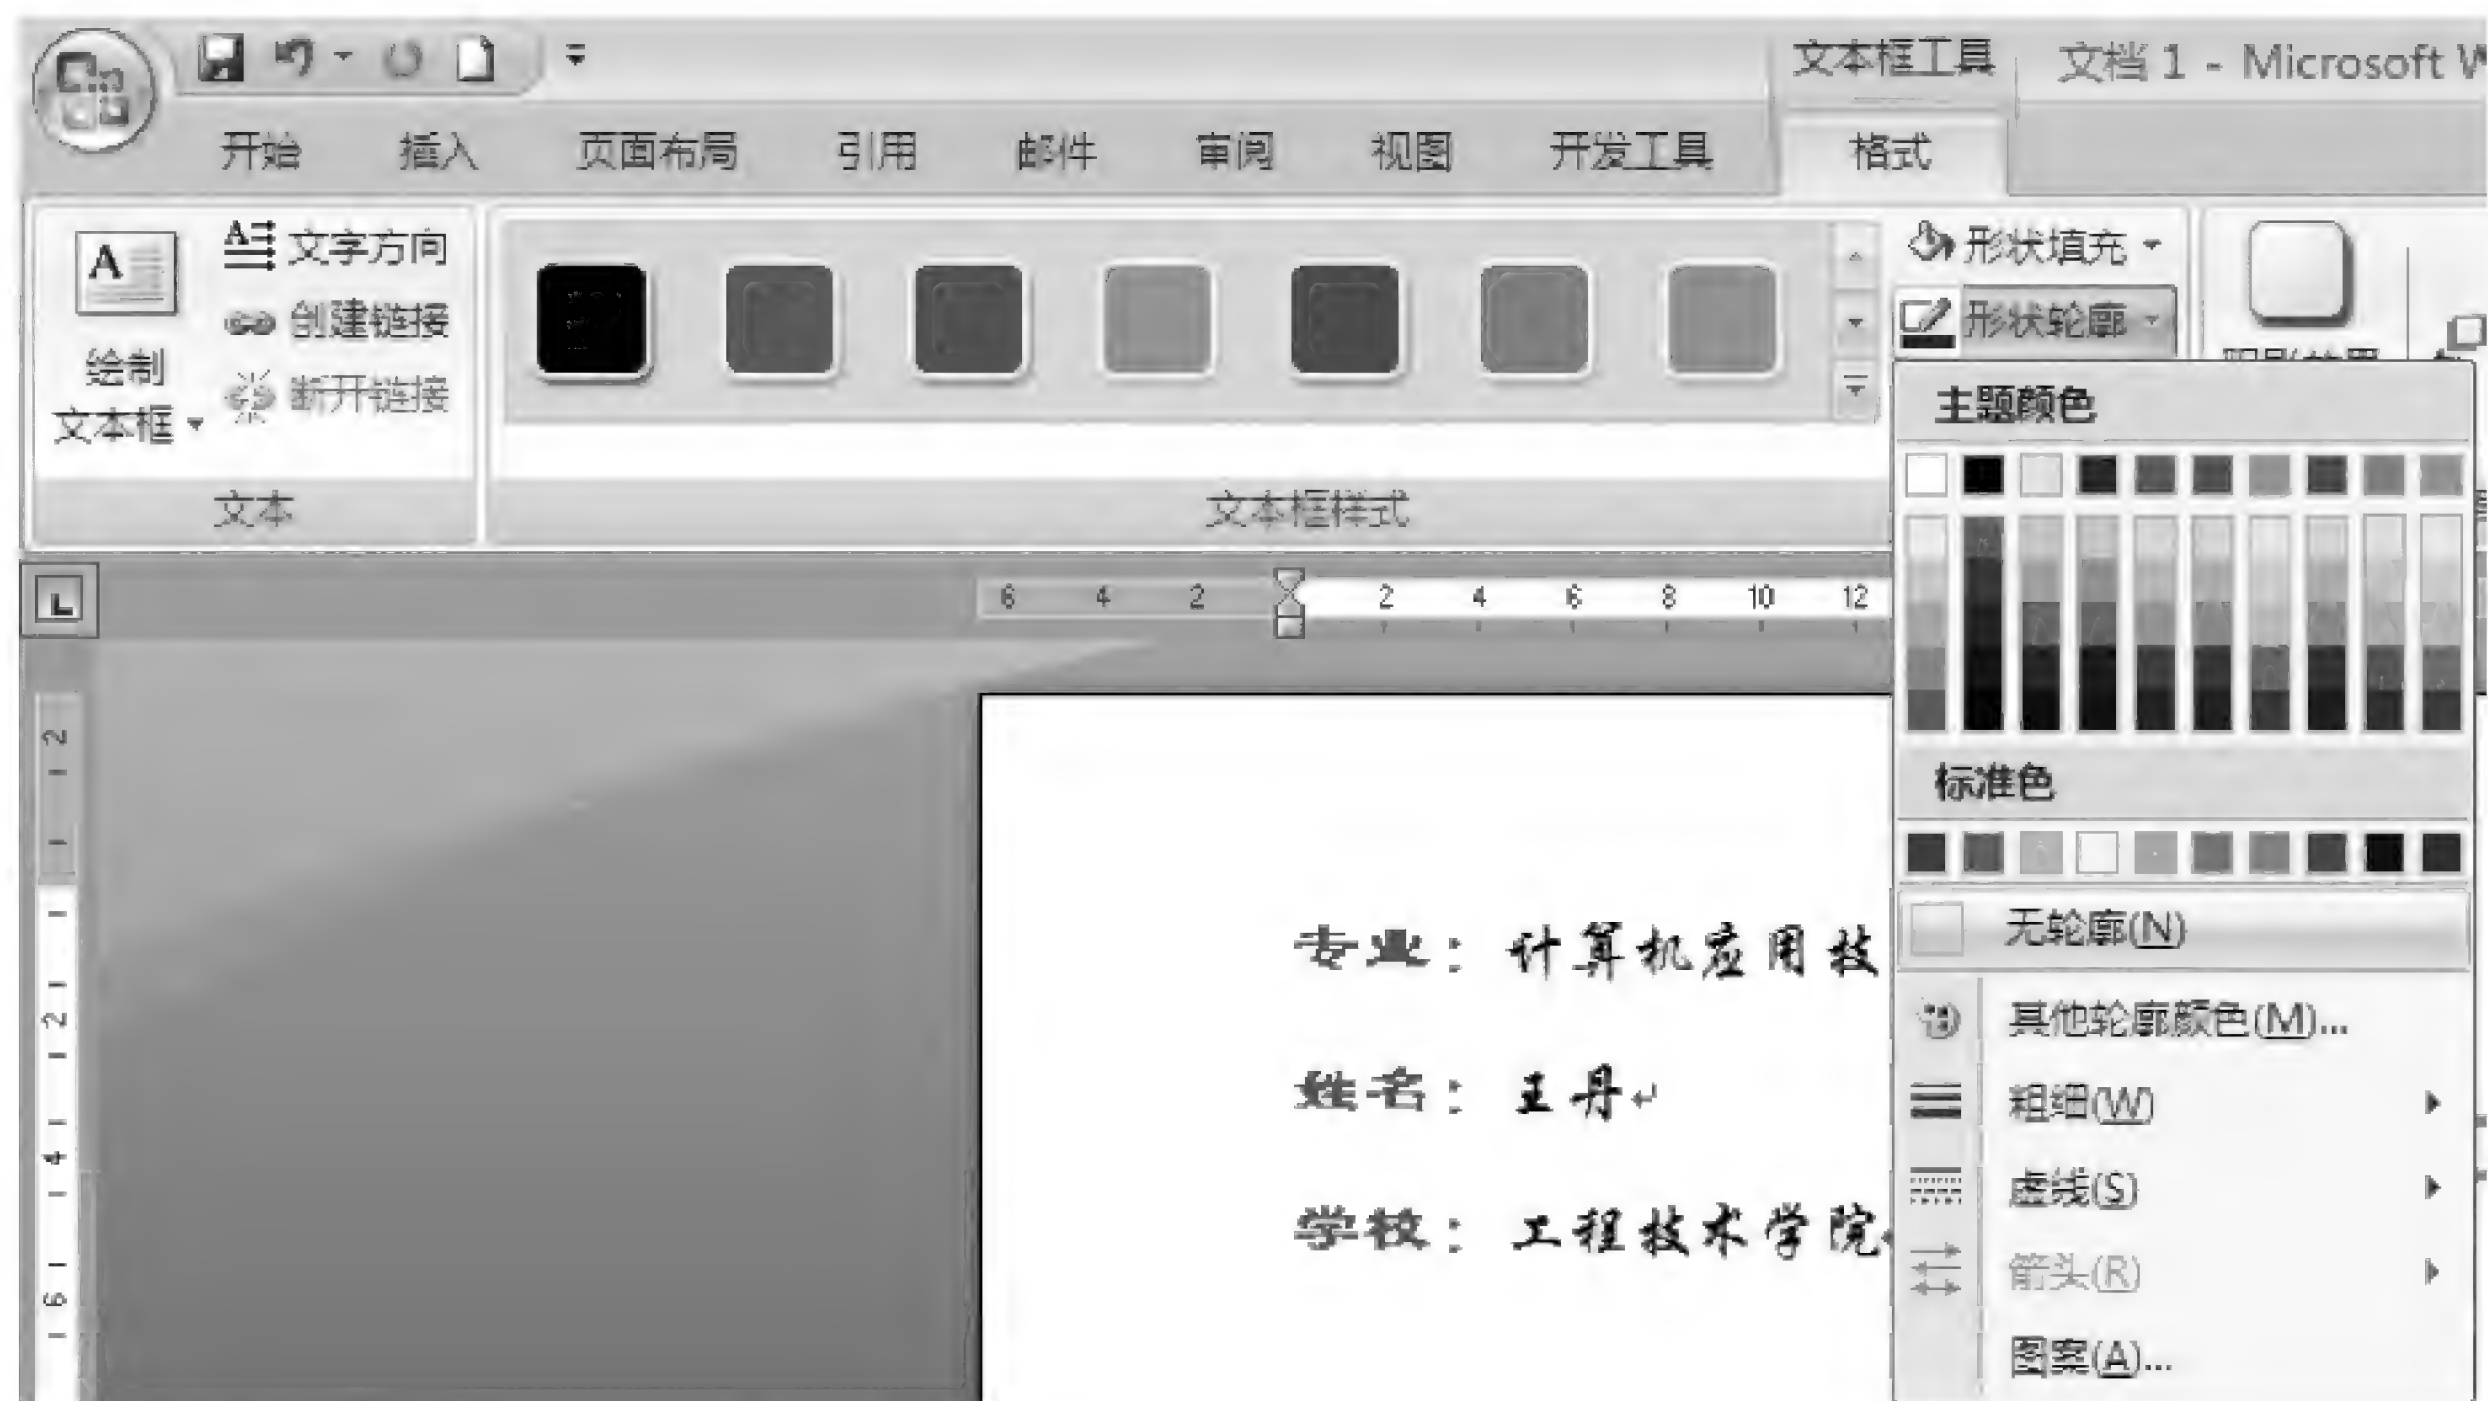 文本框工具 文档 1 - Microsoft W
开始 插入 页面布局 引用 邮件 审阅 视图 开发工具 格式
A 文字方向
创建链接
断开链接
绘制
文本框
形状填充
形状轮廓
文本 文本框样式
主题颜色
6 4 2 2 4 6 8 10 12
2
2
4
6
标准色
无轮廓(N)
其他轮廓颜色(M)...
粗细(W)
虚线(S)
箭头(R)
图案(A)...
专业：计算机应用技
姓名：王丹
学校：工程技术学院